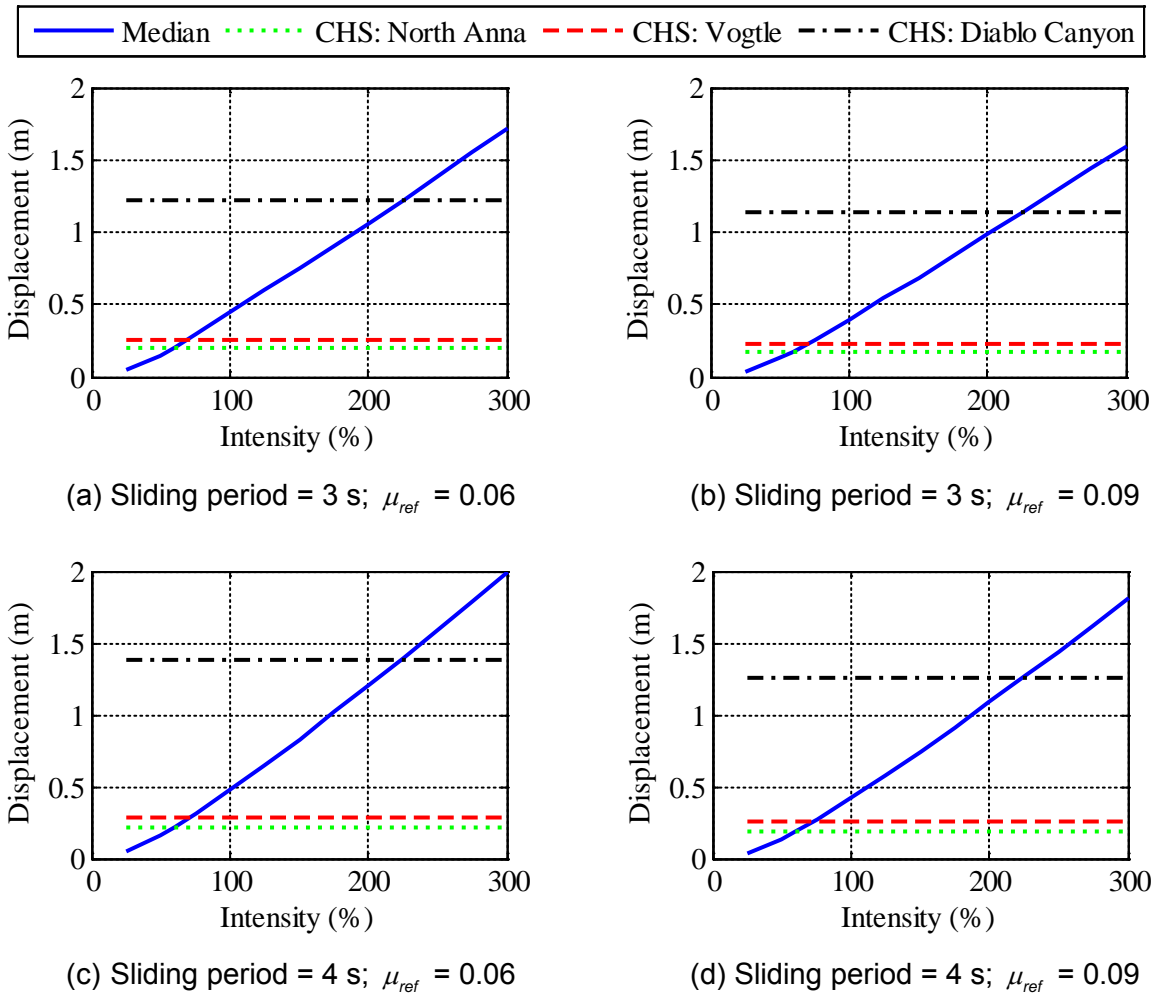 Median CHS: North Anna CHS: Vogtle CHS: Diablo Canyon
2
1.5
1
0.5
0
0 100 200 300
Displacement (m)
Intensity (%)
(a) Sliding period = 3 s; μref = 0.06
2
1.5
1
0.5
0
0 100 200 300
Displacement (m)
Intensity (%)
(b) Sliding period = 3 s; μref = 0.09
2
1.5
1
0.5
0
0 100 200 300
Displacement (m)
Intensity (%)
(c) Sliding period = 4 s; μref = 0.06
2
1.5
1
0.5
0
0 100 200 300
Displacement (m)
Intensity (%)
(d) Sliding period = 4 s; μref = 0.09